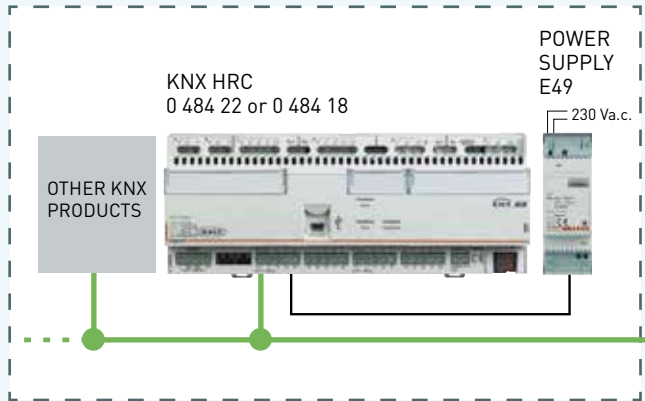 POWER
SUPPLY
E49
KNX HRC
0 484 22 or 0 484 18
230 Va.c.
OTHER KNX
PRODUCTS